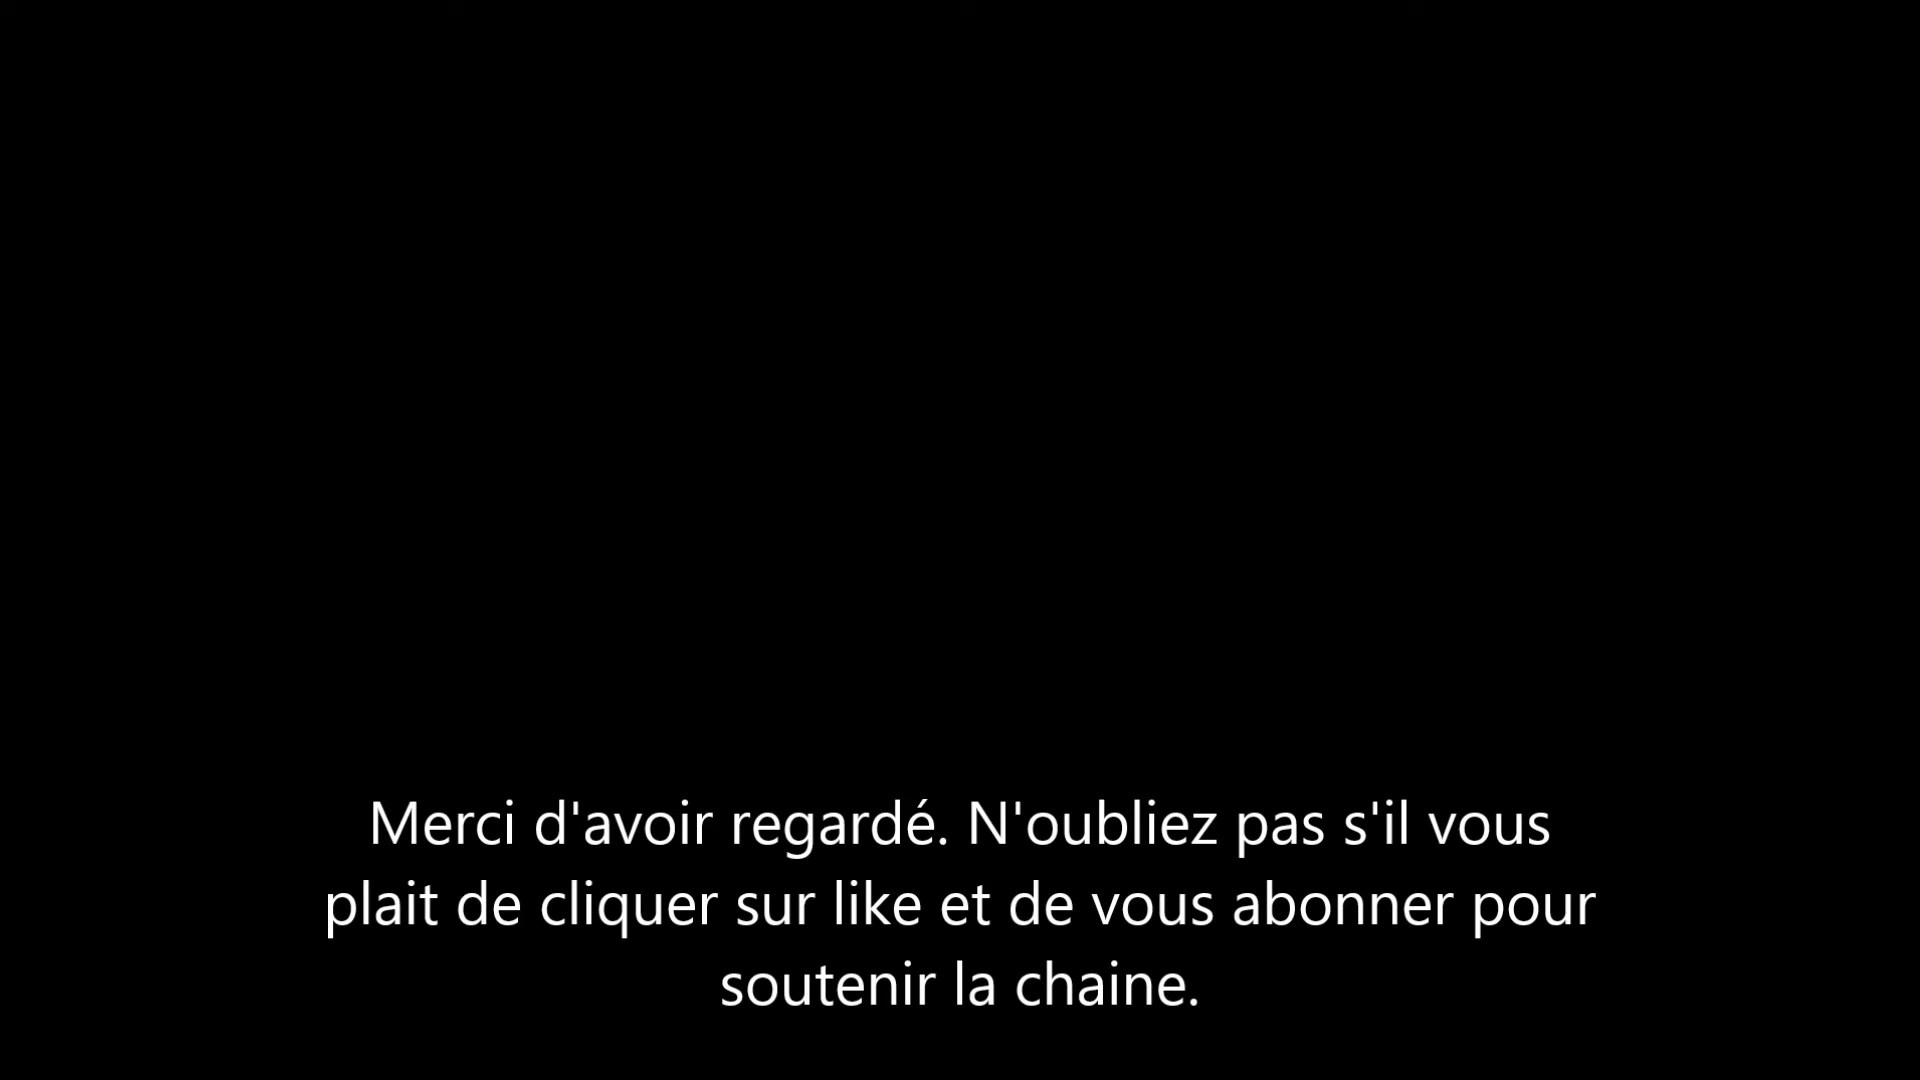 Merci d'avoir regardé. N'oubliez pas s'il vous
plait de cliquer sur like et de vous abonner pour
soutenir la chaine.